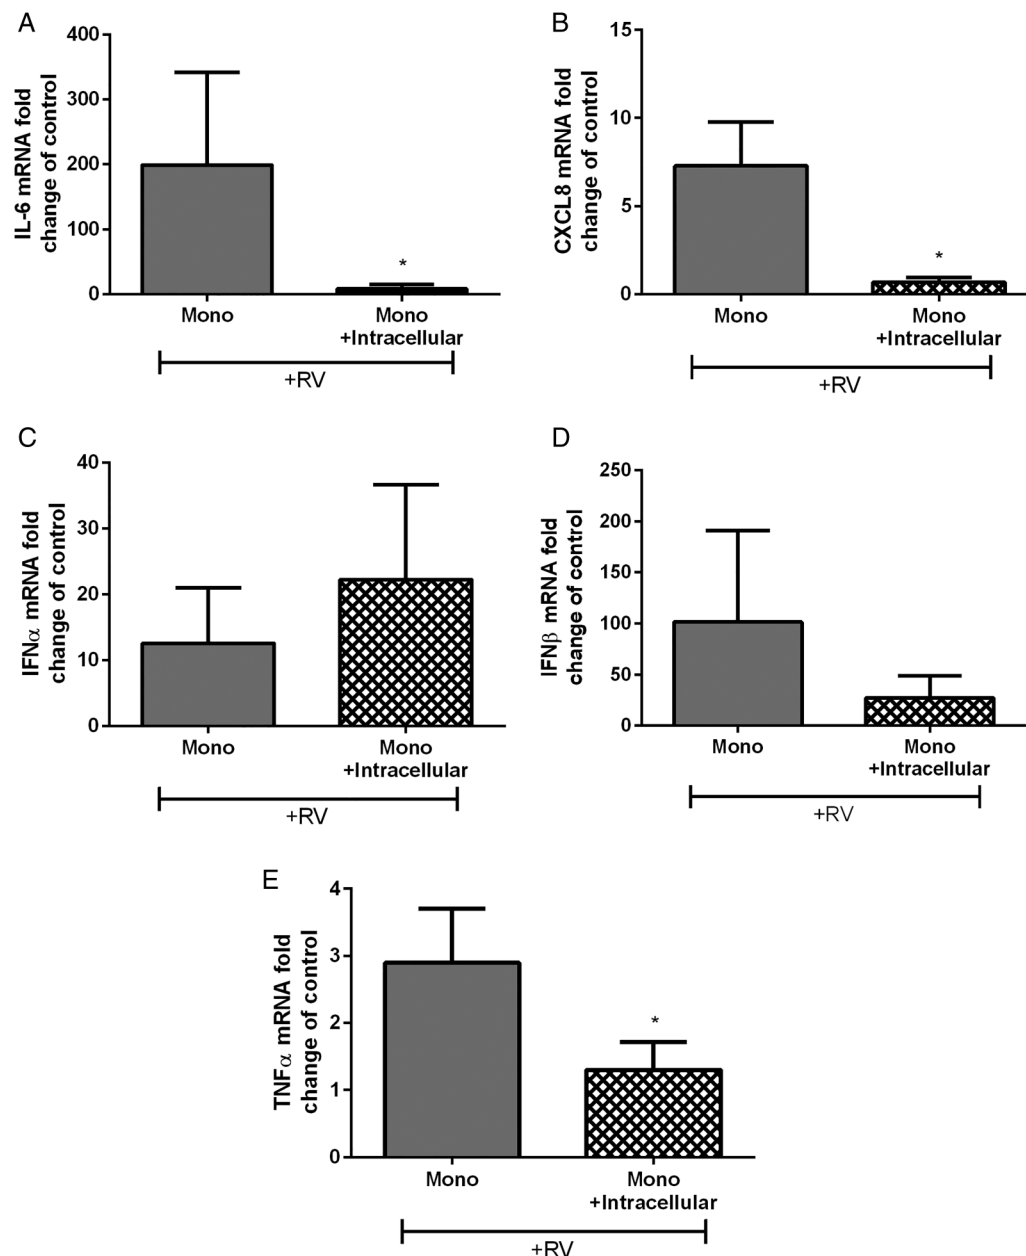 A
IL-6 mRNA fold
change of control
400
300
200
100
0
*
Mono
Mono
+Intracellular
+RV
B
CXCL8 mRNA fold
change of control
15
10
5
0
*
Mono
Mono
+Intracellular
+RV
C
IFNα mRNA fold
change of control
40
30
20
10
0
Mono
Mono
+Intracellular
+RV
D
IFNβ mRNA fold
change of control
250
200
150
100
50
0
Mono
Mono
+Intracellular
+RV
E
TNFα mRNA fold
change of control
4
3
2
1
0
*
Mono
Mono
+Intracellular
+RV